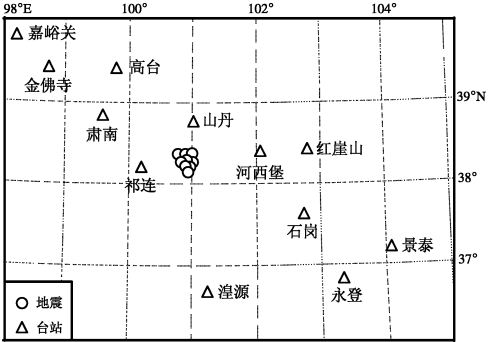 98°E 100° 102° 104°
嘉峪关
金佛寺
高台
39°N
肃南
山丹
红崖山
河西堡
38°
祁连
石岗
景泰
37°
湟源
永登
地震
台站